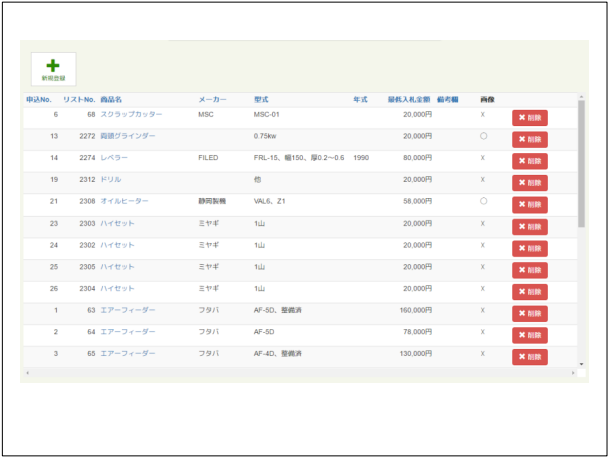 新規登録
申込No. リストNo. 商品名 メーカー 型式 年式 最低入札金額 備考欄 画像
6 68 スクラップカッター MSC MSC-01 20,000円 X ✖ 削除
13 2272 両頭グラインダー 0.75kw 20,000円 ○ ✖ 削除
14 2274 レベラー FILED FRL-15、幅150、厚0.2～0.6 1990 80,000円 X ✖ 削除
19 2312 ドリル 他 20,000円 X ✖ 削除
21 2308 オイルヒーター 静岡製機 VAL6、Z1 58,000円 ○ ✖ 削除
23 2303 ハイセット ミヤギ 1山 20,000円 X ✖ 削除
24 2302 ハイセット ミヤギ 1山 20,000円 X ✖ 削除
25 2305 ハイセット ミヤギ 1山 20,000円 X ✖ 削除
26 2304 ハイセット ミヤギ 1山 20,000円 X ✖ 削除
1 63 エアーフィーダー フタバ AF-5D、整備済 160,000円 X ✖ 削除
2 64 エアーフィーダー フタバ AF-5D 78,000円 X ✖ 削除
3 65 エアーフィーダー フタバ AF-4D、整備済 130,000円 X ✖ 削除